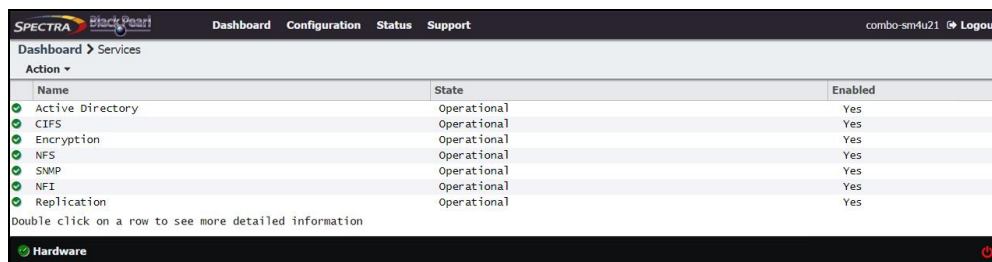 SPECTRA BlackPearl Dashboard Configuration Status Support combo-sm4u21 Logou
Dashboard > Services
Action
Name State Enabled
Active Directory Operational Yes
CIFS Operational Yes
Encryption Operational Yes
NFS Operational Yes
SNMP Operational Yes
NFI Operational Yes
Replication Operational Yes
Double click on a row to see more detailed information
Hardware